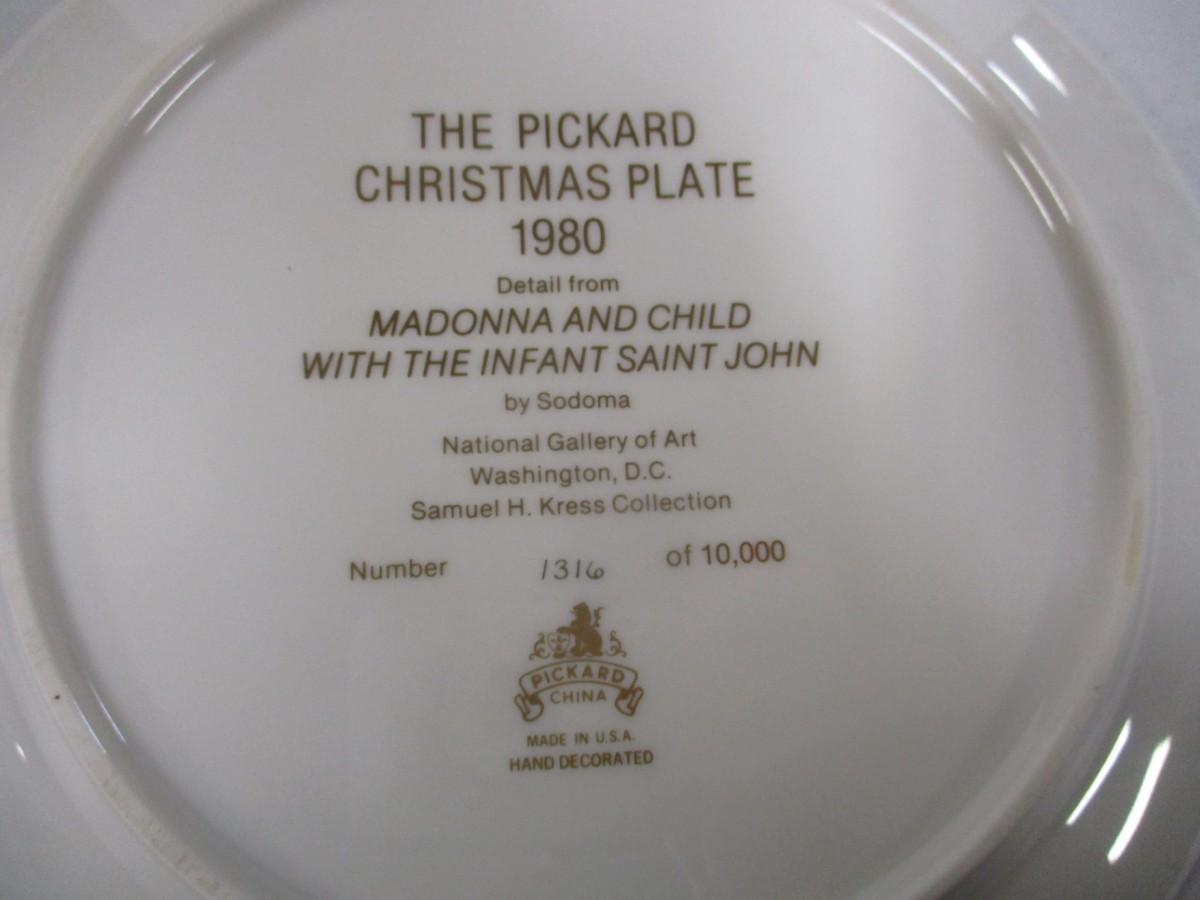 THE PICKARD
CHRISTMAS PLATE
1980
Detail from
MADONNA AND CHILD
WITH THE INFANT SAINT JOHN
by Sodoma
National Gallery of Art
Washington, D.C.
Samuel H. Kress Collection
Number 1316 of 10,000
PICKARD
CHINA
MADE IN U.S.A.
HAND DECORATED